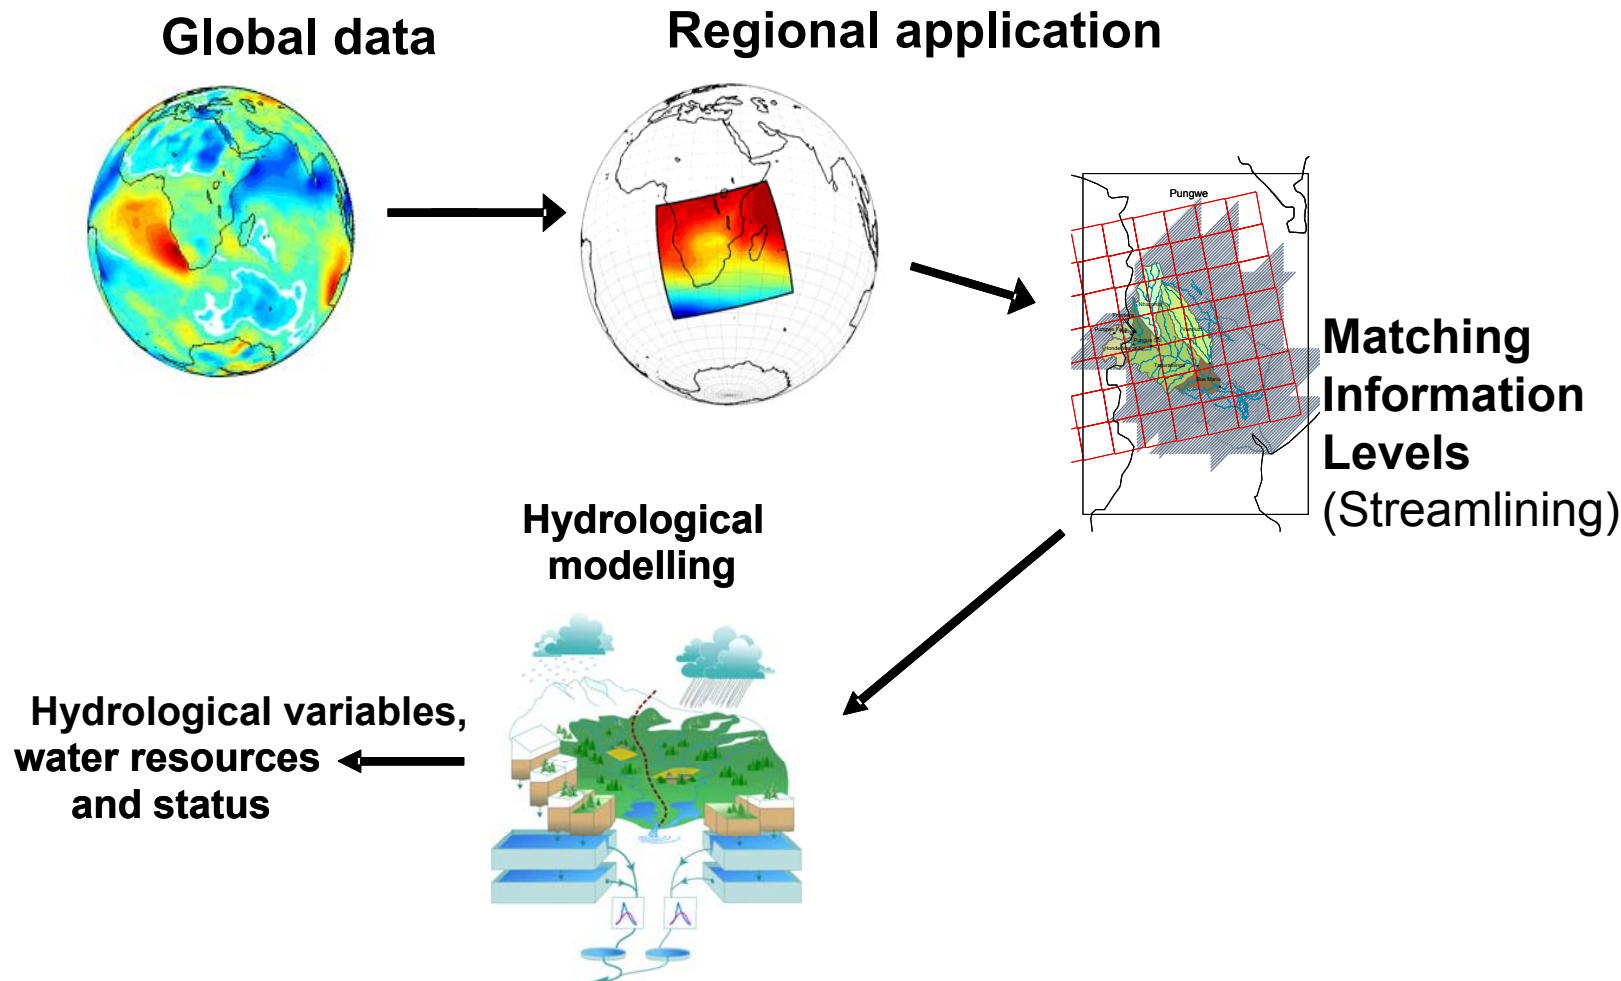 Global data
Regional application
Pungwe
Matching
Information
Levels
(Streamlining)
Hydrological
modelling
Hydrological variables,
water resources
and status